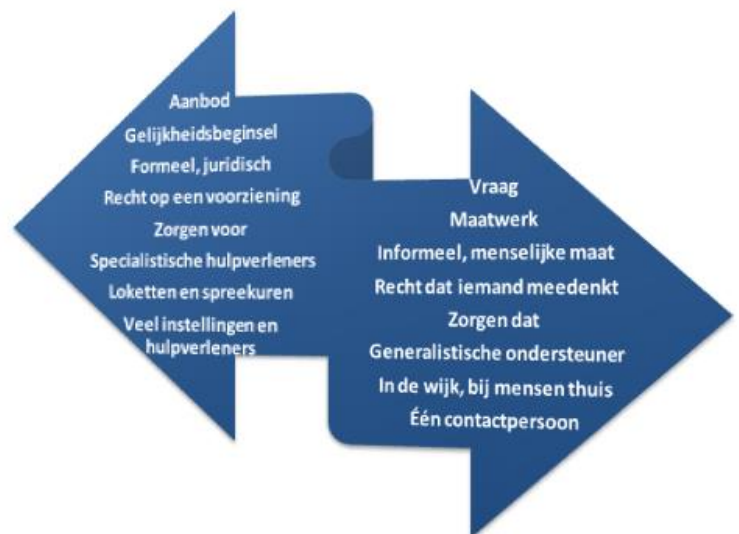 Aanbod
Gelijkheidsbeginsel
Formeel, juridisch
Recht op een voorziening
Zorgen voor
Specialistische hulpverleners
Loketten en spreekuren
Veel instellingen en
hulpverleners
Vraag
Maatwerk
Informeel, menselijke maat
Recht dat iemand meedenkt
Zorgen dat
Generalistische ondersteuner
In de wijk, bij mensen thuis
Één contactpersoon